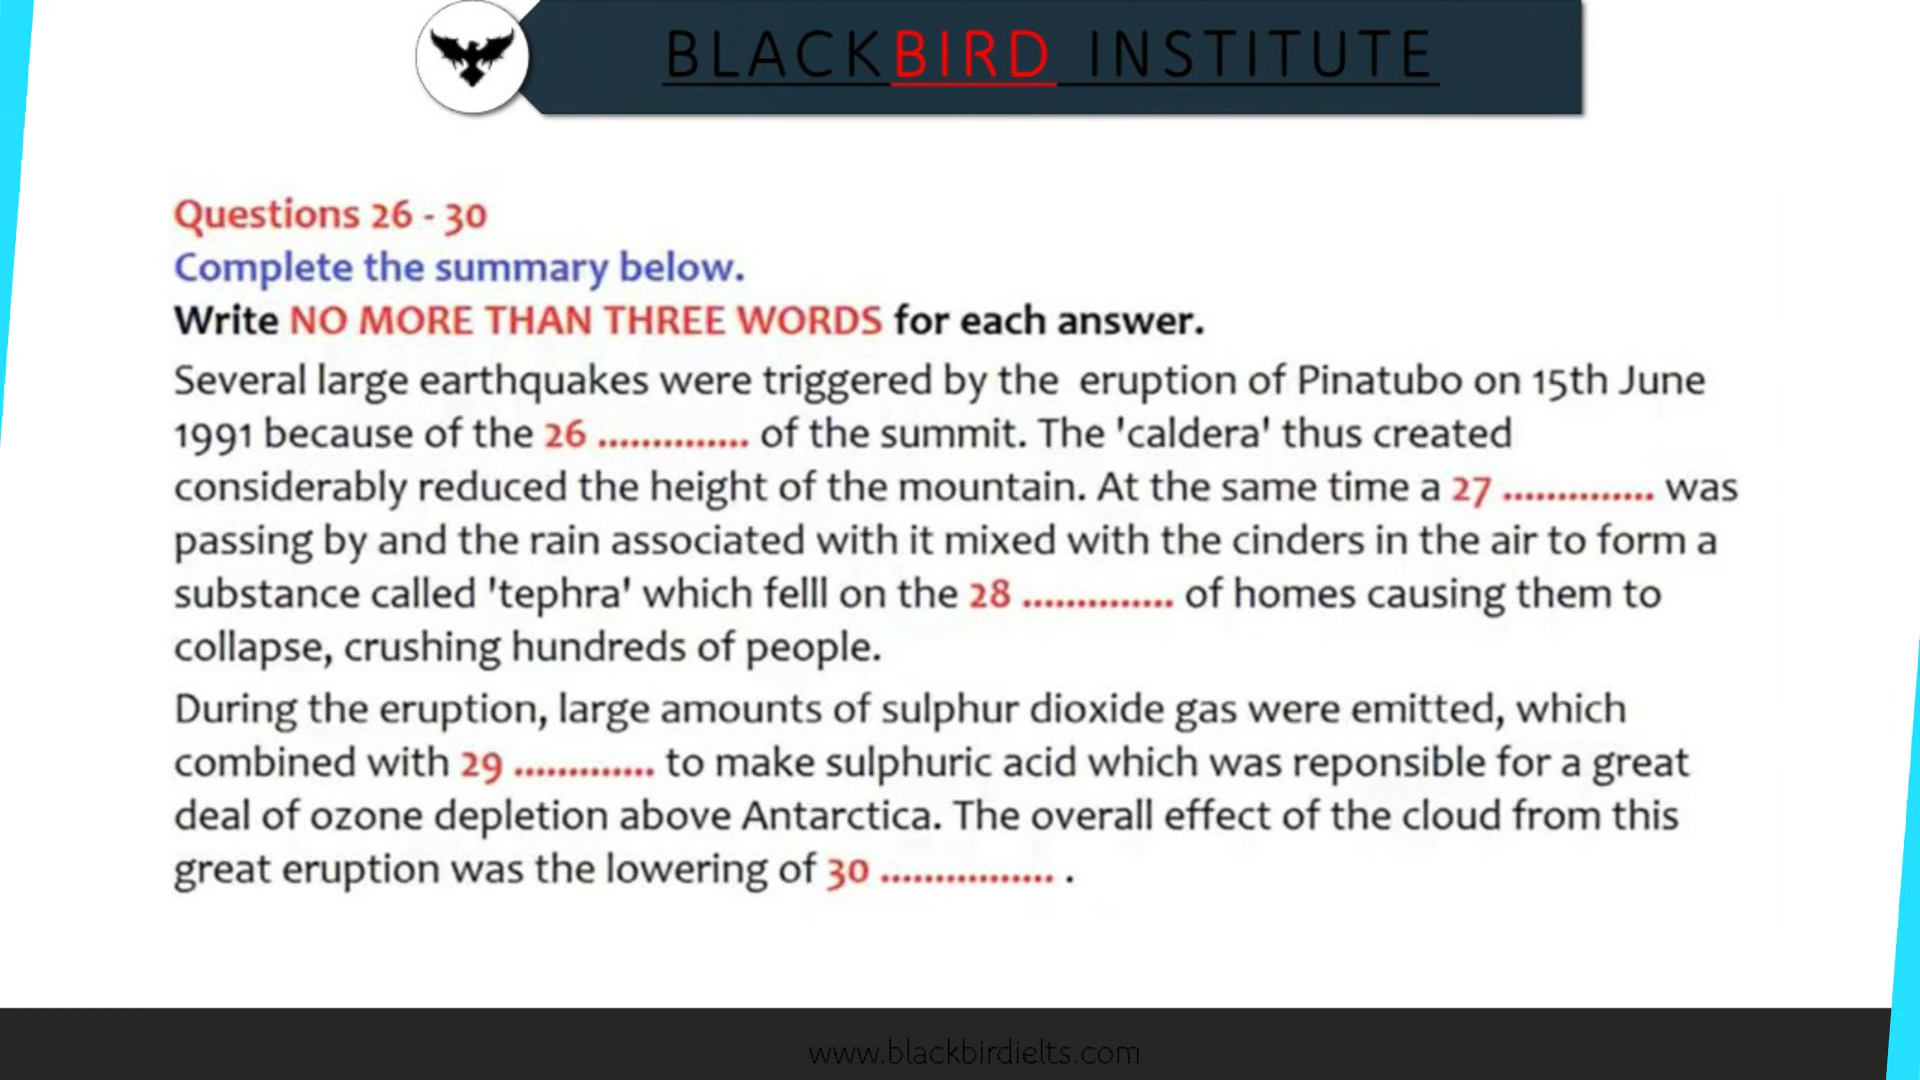 BLACKBIRD INSTITUTE
Questions 26 - 30
Complete the summary below.
Write NO MORE THAN THREE WORDS for each answer.
Several large earthquakes were triggered by the eruption of Pinatubo on 15th June
1991 because of the 26 .............. of the summit. The 'caldera' thus created
considerably reduced the height of the mountain. At the same time a 27 .............. was
passing by and the rain associated with it mixed with the cinders in the air to form a
substance called 'tephra' which felll on the 28 .............. of homes causing them to
collapse, crushing hundreds of people.
During the eruption, large amounts of sulphur dioxide gas were emitted, which
combined with 29 ............. to make sulphuric acid which was reponsible for a great
deal of ozone depletion above Antarctica. The overall effect of the cloud from this
great eruption was the lowering of 30 ................ .
www.blackbirdielts.com